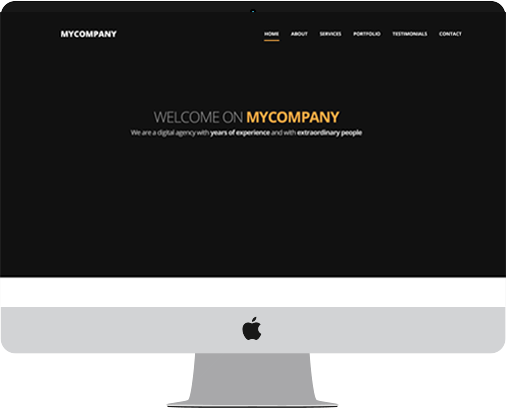 MYCOMPANY
HOME ABOUT SERVICES PORTFOLIO TESTIMONIALS CONTACT
WELCOME ON MYCOMPANY
We are a digital agency with years of experience and with extraordinary people